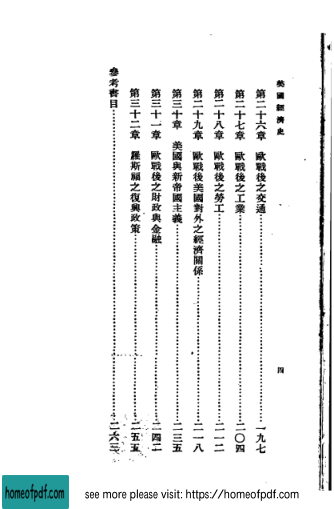 美國經濟史
四
第二十六章 歐戰後之交通……一九七
第二十七章 歐戰後之工業……二〇四
第二十八章 歐戰後之勞工……二一二
第二十九章 歐戰後美國對外之經濟關係……二一八
第三十章 美國與新帝國主義……二三五
第三十一章 歐戰後之財政與金融……二四二
第三十二章 羅斯福之復興政策……二五五
參考書目……二六三
homeofpdf.com
see more please visit: https://homeofpdf.com